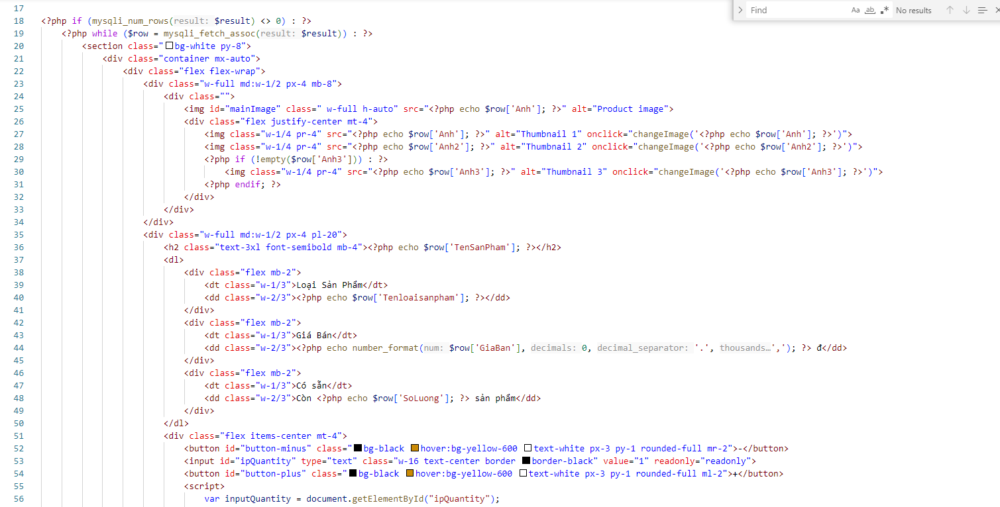 Find Aa ab .* No results
17
18 <?php if (mysqli_num_rows(result: $result) <> 0) : ?>
19 <?php while ($row = mysqli_fetch_assoc(result: $result)) : ?>
20 <section class="bg-white py-8">
21 <div class="container mx-auto">
22 <div class="flex flex-wrap">
23 <div class="w-full md:w-1/2 px-4 mb-8">
24 <div class="">
25 <img id="mainImage" class=" w-full h-auto" src="<?php echo $row['Anh']; ?>" alt="Product image">
26 <div class="flex justify-center mt-4">
27 <img class="w-1/4 pr-4" src="<?php echo $row['Anh']; ?>" alt="Thumbnail 1" onclick="changeImage('<?php echo $row['Anh']; ?>')">
28 <img class="w-1/4 pr-4" src="<?php echo $row['Anh2']; ?>" alt="Thumbnail 2" onclick="changeImage('<?php echo $row['Anh2']; ?>')">
29 <?php if (!empty($row['Anh3'])) : ?>
30 <img class="w-1/4 pr-4" src="<?php echo $row['Anh3']; ?>" alt="Thumbnail 3" onclick="changeImage('<?php echo $row['Anh3']; ?>')">
31 <?php endif; ?>
32 </div>
33 </div>
34 </div>
35 <div class="w-full md:w-1/2 px-4 pl-20">
36 <h2 class="text-3xl font-semibold mb-4"><?php echo $row['TenSanPham']; ?></h2>
37 <dl>
38 <div class="flex mb-2">
39 <dt class="w-1/3">Loại Sản Phẩm</dt>
40 <dd class="w-2/3"><?php echo $row['Tenloaisanpham']; ?></dd>
41 </div>
42 <div class="flex mb-2">
43 <dt class="w-1/3">Giá Bán</dt>
44 <dd class="w-2/3"><?php echo number_format(num: $row['GiaBan'], decimals: 0, decimal_separator: '.', thousands…','); ?> đ</dd>
45 </div>
46 <div class="flex mb-2">
47 <dt class="w-1/3">Có sẵn</dt>
48 <dd class="w-2/3">Còn <?php echo $row['SoLuong']; ?> sản phẩm</dd>
49 </div>
50 </dl>
51 <div class="flex items-center mt-4">
52 <button id="button-minus" class="bg-black hover:bg-yellow-600 text-white px-3 py-1 rounded-full mr-2">-</button>
53 <input id="ipQuantity" type="text" class="w-16 text-center border border-black" value="1" readonly="readonly">
54 <button id="button-plus" class="bg-black hover:bg-yellow-600 text-white px-3 py-1 rounded-full ml-2">+</button>
55 <script>
56 var inputQuantity = document.getElementById("ipQuantity");